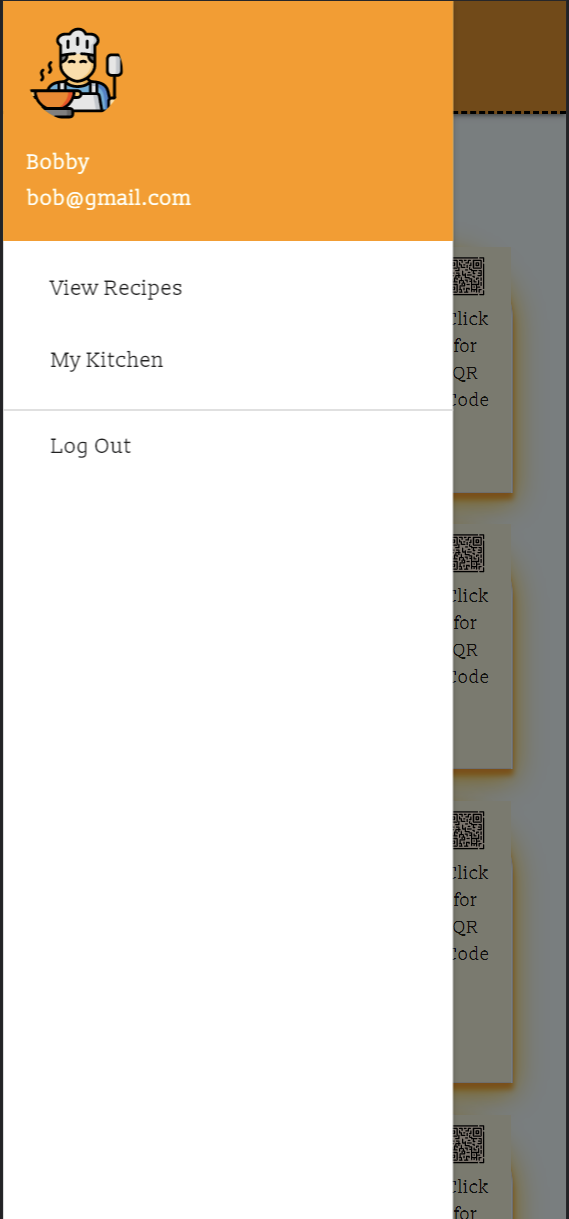 Bobby
bob@gmail.com
View Recipes
My Kitchen
Log Out
Click
for
QR
Code
Click
for
QR
Code
Click
for
QR
Code
Click
for